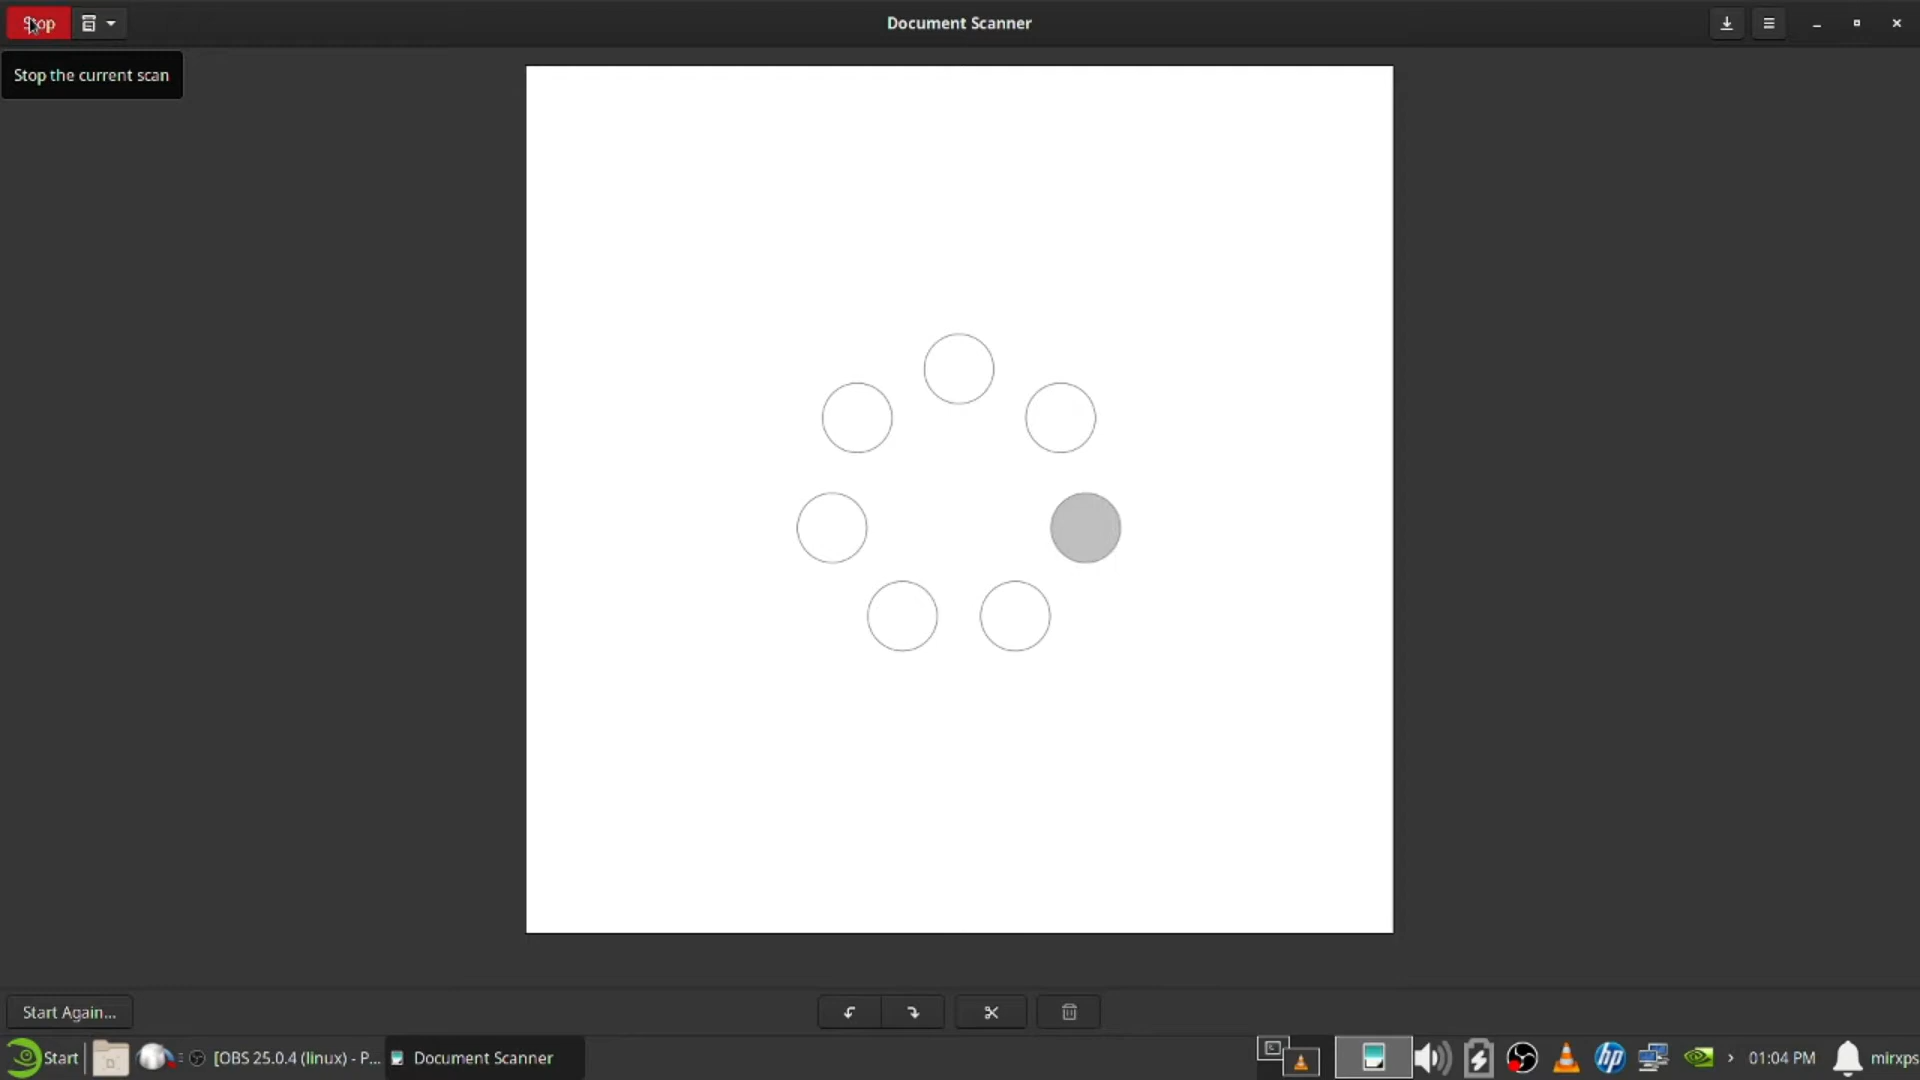 Stop
Document Scanner
Stop the current scan
Start Again...
Start
[OBS 25.0.4 (linux) - P...
Document Scanner
hp
01:04 PM
mirxps